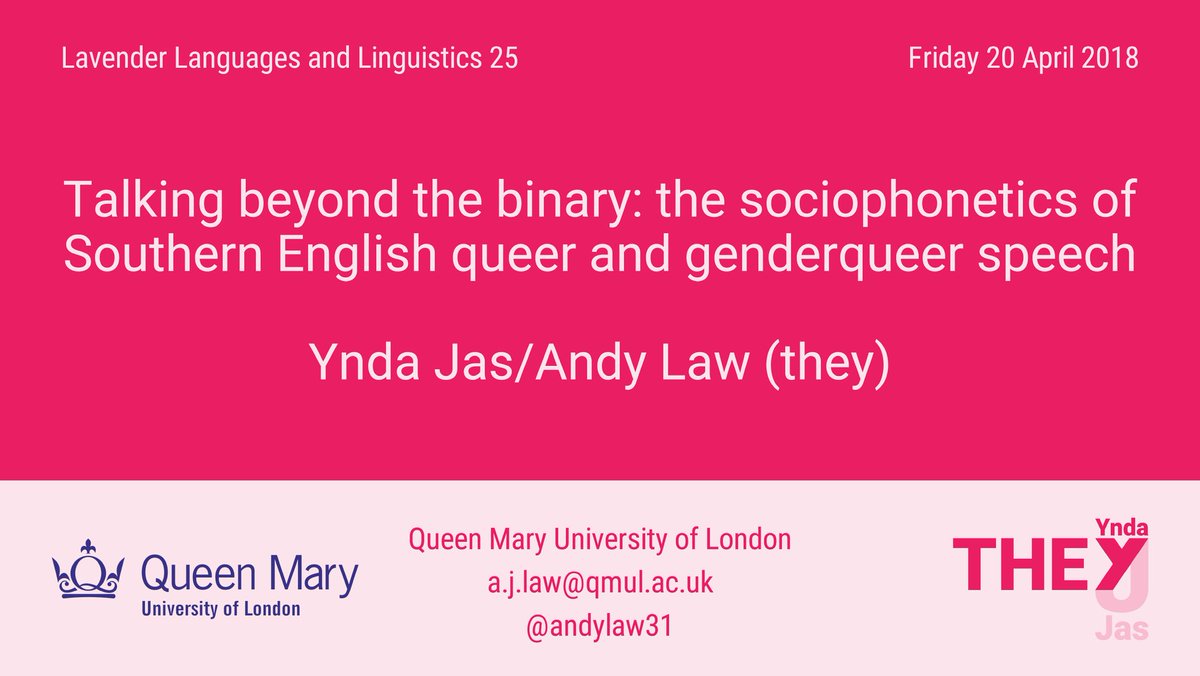 Lavender Languages and Linguistics 25
Friday 20 April 2018
Talking beyond the binary: the sociophonetics of
Southern English queer and genderqueer speech
Ynda Jas/Andy Law (they)
Queen Mary
University of London
Queen Mary University of London
a.j.law@qmul.ac.uk
@andylaw31
Ynda
THEY
J
Jas